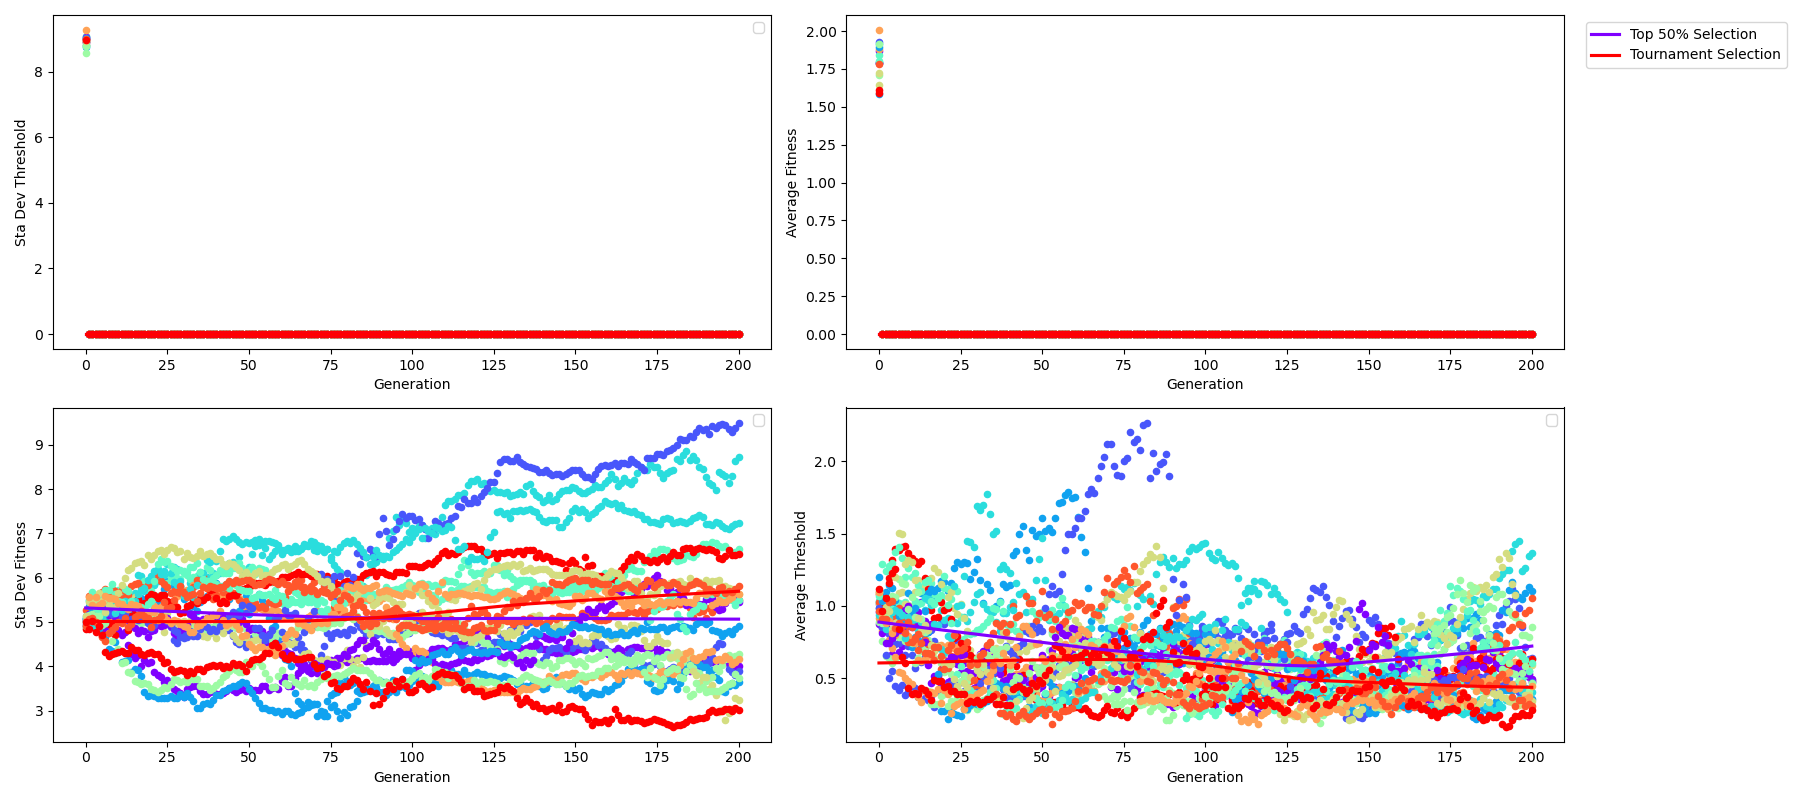 Sta Dev Threshold
8
6
4
2
0
0 25 50 75 100 125 150 175 200
Generation
Average Fitness
2.00
1.75
1.50
1.25
1.00
0.75
0.50
0.25
0.00
0 25 50 75 100 125 150 175 200
Generation
Top 50% Selection
Tournament Selection
Sta Dev Fitness
9
8
7
6
5
4
3
0 25 50 75 100 125 150 175 200
Generation
Average Threshold
2.0
1.5
1.0
0.5
0 25 50 75 100 125 150 175 200
Generation